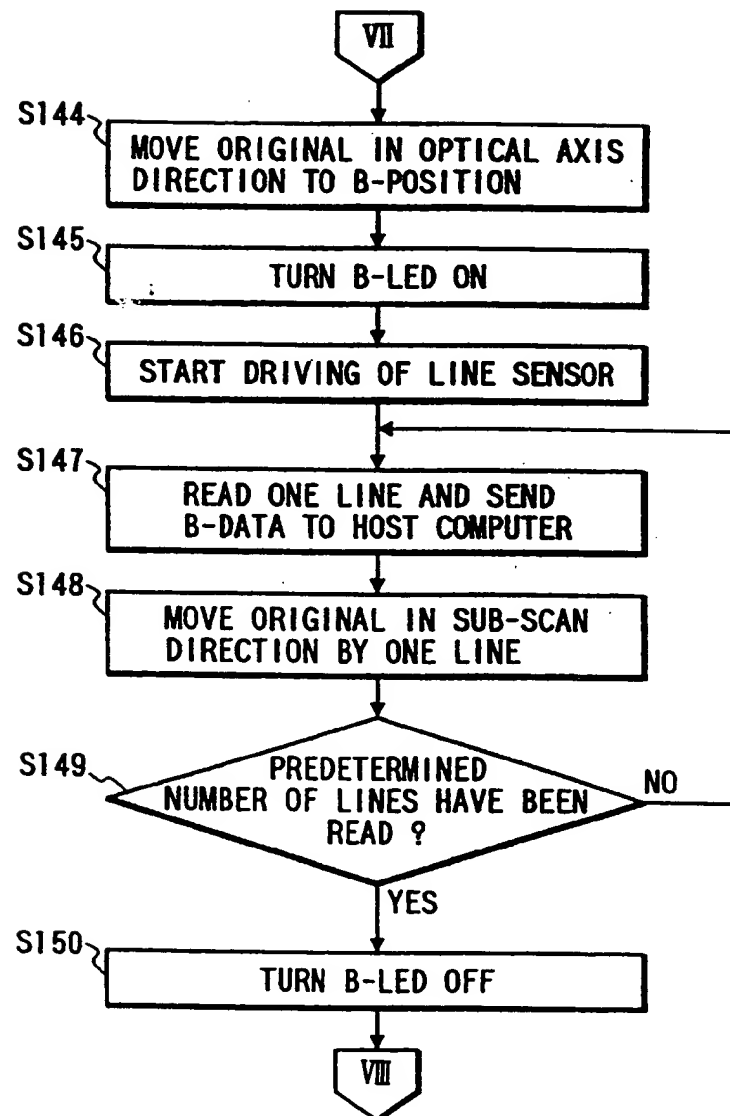 VII
S144
MOVE ORIGINAL IN OPTICAL AXIS
DIRECTION TO B-POSITION
S145
TURN B-LED ON
S146
START DRIVING OF LINE SENSOR
S147
READ ONE LINE AND SEND
B-DATA TO HOST COMPUTER
S148
MOVE ORIGINAL IN SUB-SCAN
DIRECTION BY ONE LINE
S149
PREDETERMINED
NUMBER OF LINES HAVE BEEN
READ ?
NO
YES
S150
TURN B-LED OFF
VIII